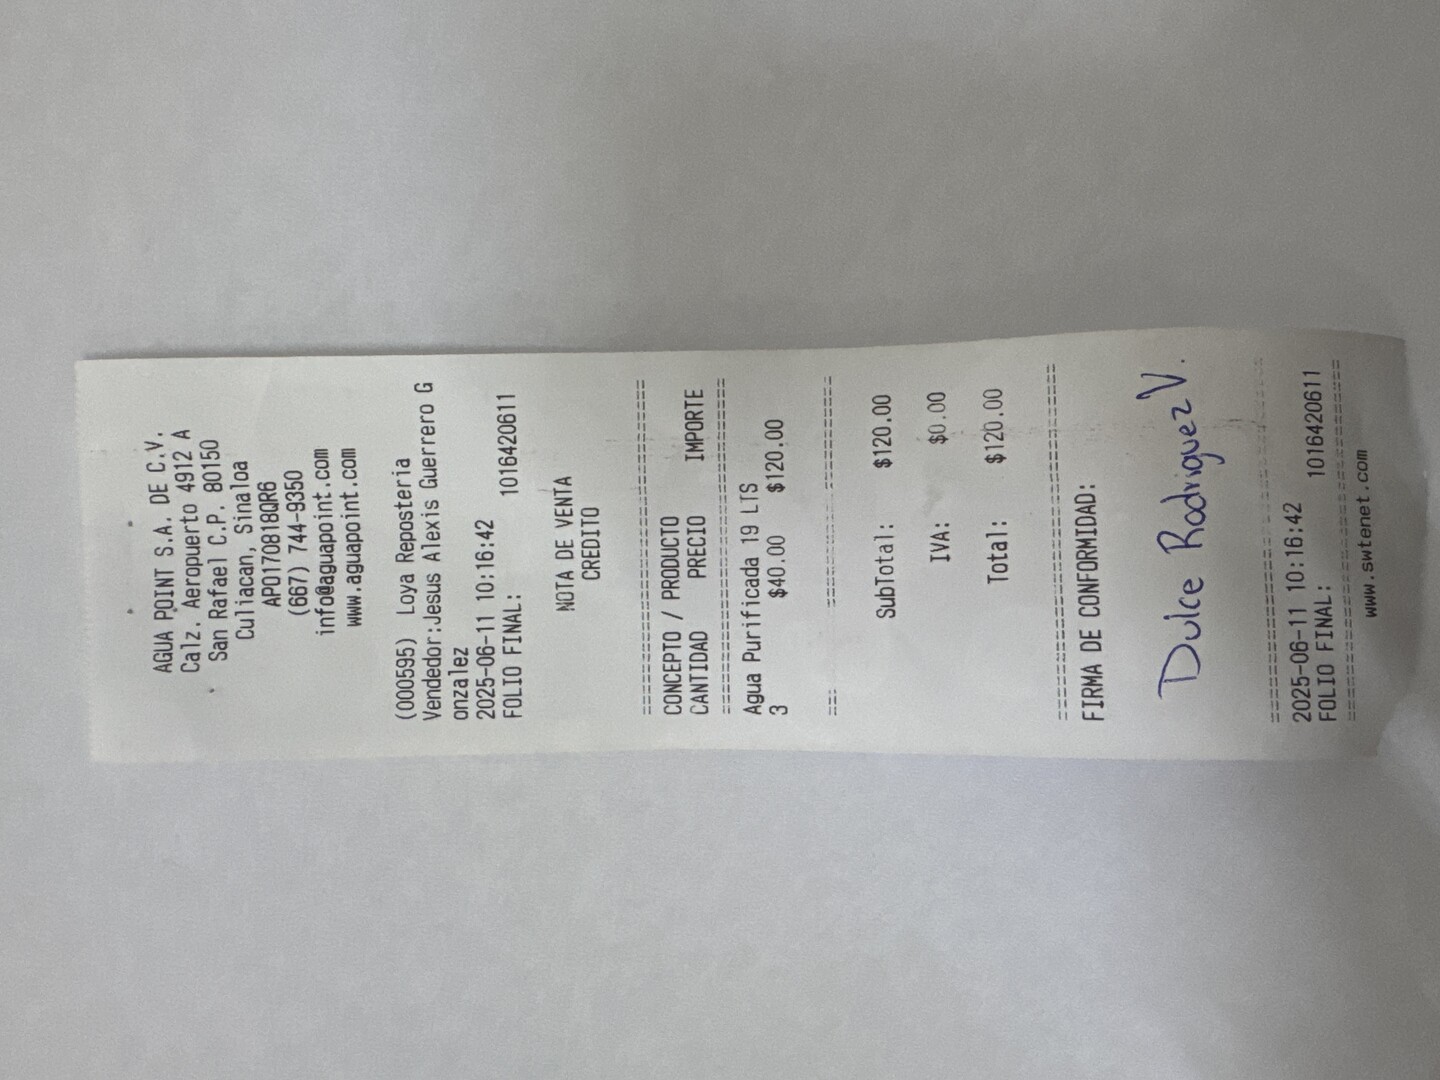 AGUA POINT S.A. DE C.V.
Calz. Aeropuerto 4912 A
San Rafael C.P. 80150
Culiacan, Sinaloa
APO170818QR6
(667) 744-9350
info@aguapoint.com
www.aguapoint.com
(000595) Loya Reposteria
Vendedor:Jesus Alexis Guerrero G
onzalez
2025-06-11 10:16:42
FOLIO FINAL: 1016420611
NOTA DE VENTA
CREDITO
================================
CONCEPTO / PRODUCTO
CANTIDAD PRECIO IMPORTE
================================
Agua Purificada 19 LTS
3 $40.00 $120.00
================================
SubTotal: $120.00
IVA: $0.00
Total: $120.00
================================
FIRMA DE CONFORMIDAD:
Dulce Rodriguez V.
================================
2025-06-11 10:16:42
FOLIO FINAL: 1016420611
================================
www.swtenet.com